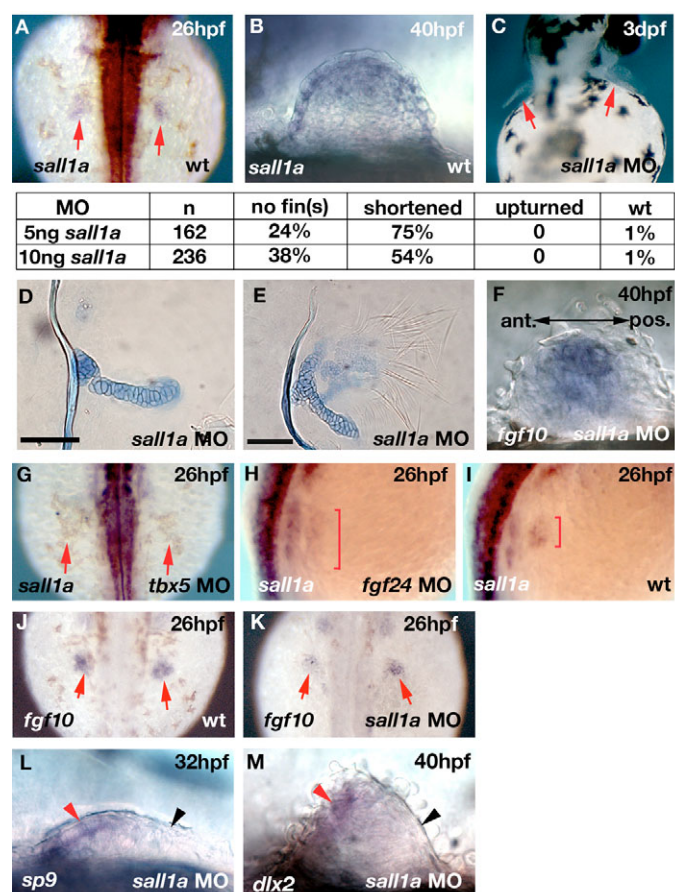 A 26hpf
sall1a wt
B 40hpf
sall1a wt
C 3dpf
sall1a MO
MO n no fin(s) shortened upturned wt
5ng sall1a 162 24% 75% 0 1%
10ng sall1a 236 38% 54% 0 1%
D
sall1a MO
E
sall1a MO
F 40hpf
ant. pos.
fgf10 sall1a MO
G 26hpf
sall1a tbx5 MO
H 26hpf
sall1a fgf24 MO
I 26hpf
sall1a wt
J 26hpf
fgf10 wt
K 26hpf
fgf10 sall1a MO
L 32hpf
sp9 sall1a MO
M 40hpf
dlx2 sall1a MO